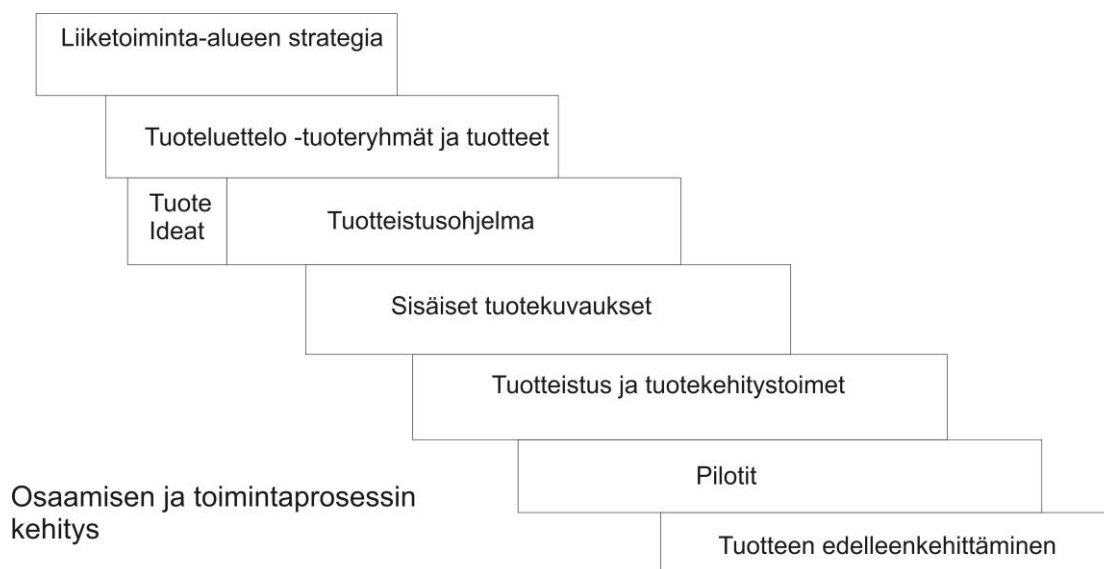 Liiketoiminta-alueen strategia
Tuoteluettelo -tuoteryhmät ja tuotteet
Tuote
Ideat
Tuotteistusohjelma
Sisäiset tuotekuvaukset
Tuotteistus ja tuotekehitystoimet
Pilotit
Osaamisen ja toimintaprosessin
kehitys
Tuotteen edelleenkehittäminen